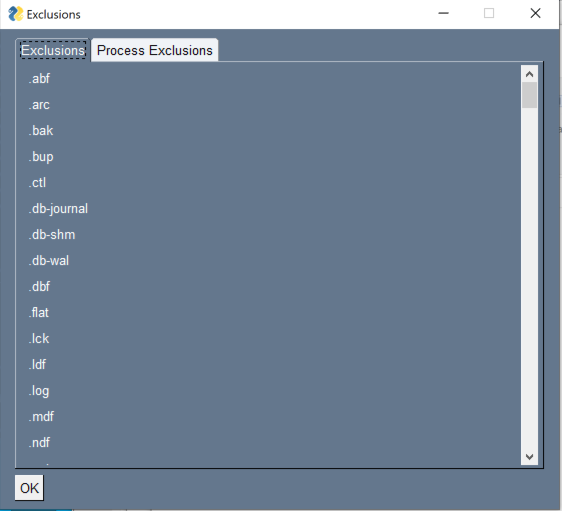 Exclusions
Exclusions Process Exclusions
.abf
.arc
.bak
.bup
.ctl
.db-journal
.db-shm
.db-wal
.dbf
.flat
.lck
.ldf
.log
.mdf
.ndf
OK